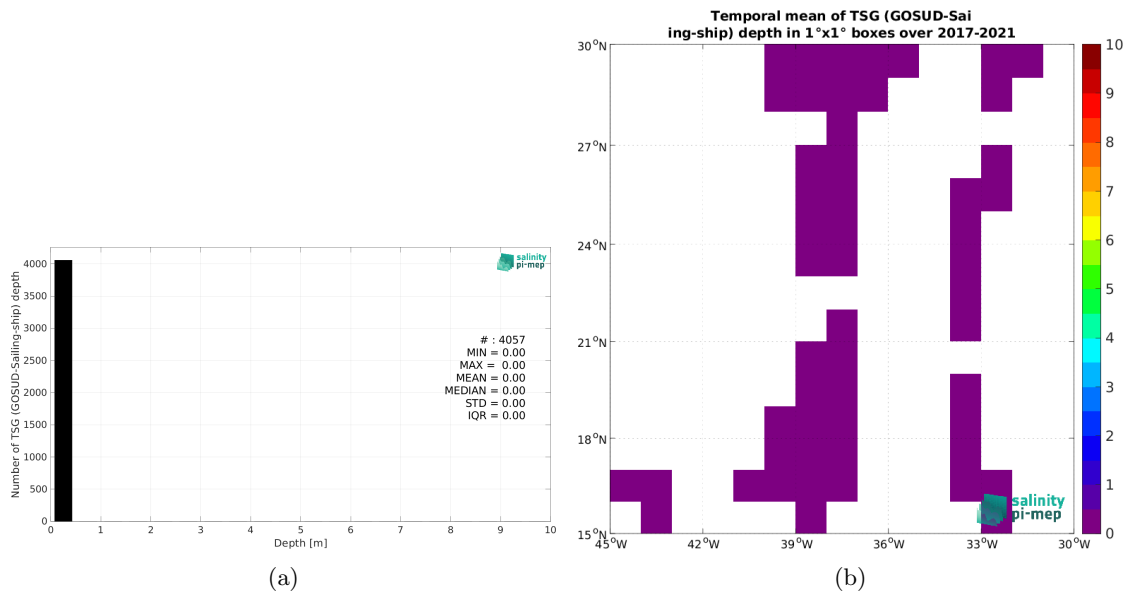 4000
3500
3000
2500
2000
1500
1000
500
0
Number of TSG (GOSUD-Sailing-ship) depth
salinity
pi-mep
# : 4057
MIN = 0.00
MAX = 0.00
MEAN = 0.00
MEDIAN = 0.00
STD = 0.00
IQR = 0.00
1 2 3 4 5 6 7 8 9 10
Depth [m]
(a)
Temporal mean of TSG (GOSUD-Sai
ing-ship) depth in 1°x1° boxes over 2017-2021
30°N
27°N
24°N
21°N
18°N
15°N
45°W 42°W 39°W 36°W 33°W 30°W
salinity
pi-mep
10
9
8
7
6
5
4
3
2
1
0
(b)